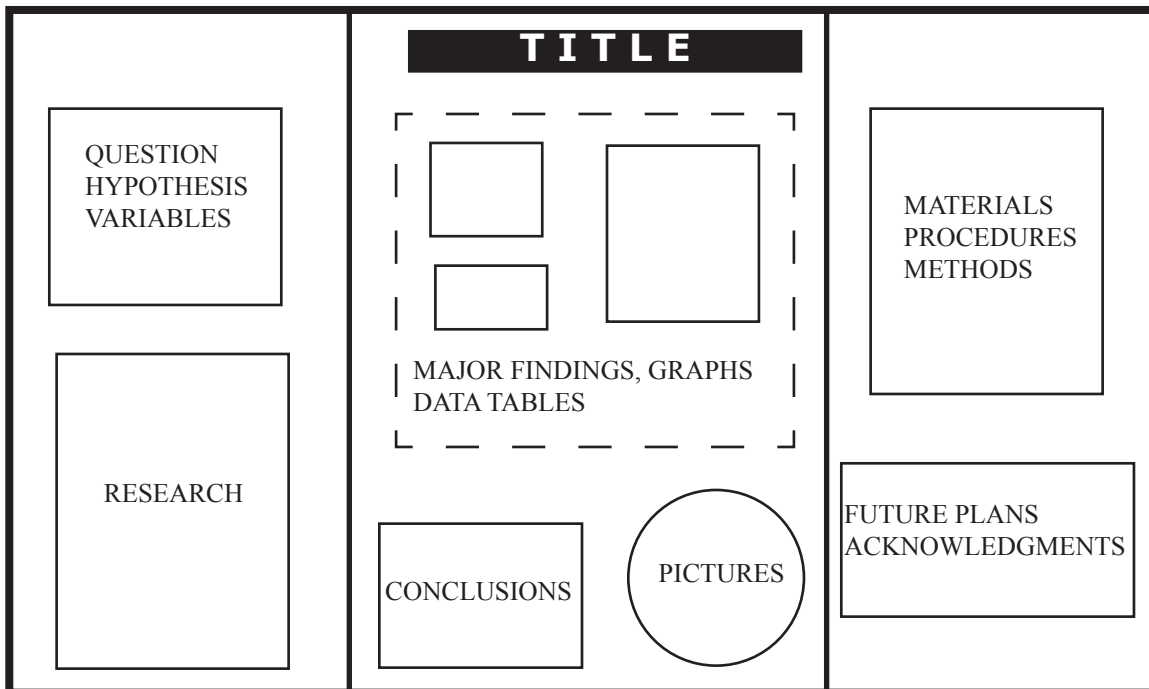 TITLE
QUESTION
HYPOTHESIS
VARIABLES
RESEARCH
MAJOR FINDINGS, GRAPHS
DATA TABLES
CONCLUSIONS
PICTURES
MATERIALS
PROCEDURES
METHODS
FUTURE PLANS
ACKNOWLEDGMENTS